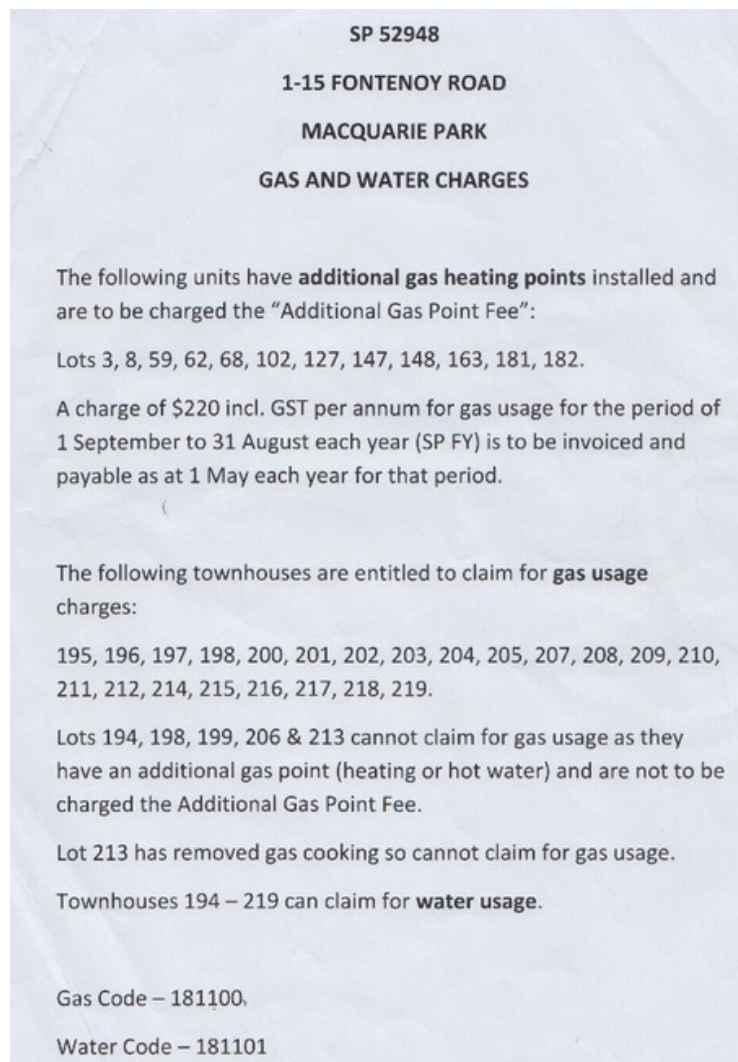 SP 52948
1-15 FONTENOY ROAD
MACQUARIE PARK
GAS AND WATER CHARGES
The following units have additional gas heating points installed and
are to be charged the “Additional Gas Point Fee”:
Lots 3, 8, 59, 62, 68, 102, 127, 147, 148, 163, 181, 182.
A charge of $220 incl. GST per annum for gas usage for the period of
1 September to 31 August each year (SP FY) is to be invoiced and
payable as at 1 May each year for that period.
The following townhouses are entitled to claim for gas usage
charges:
195, 196, 197, 198, 200, 201, 202, 203, 204, 205, 207, 208, 209, 210,
211, 212, 214, 215, 216, 217, 218, 219.
Lots 194, 198, 199, 206 & 213 cannot claim for gas usage as they
have an additional gas point (heating or hot water) and are not to be
charged the Additional Gas Point Fee.
Lot 213 has removed gas cooking so cannot claim for gas usage.
Townhouses 194 – 219 can claim for water usage.
Gas Code – 181100
Water Code – 181101